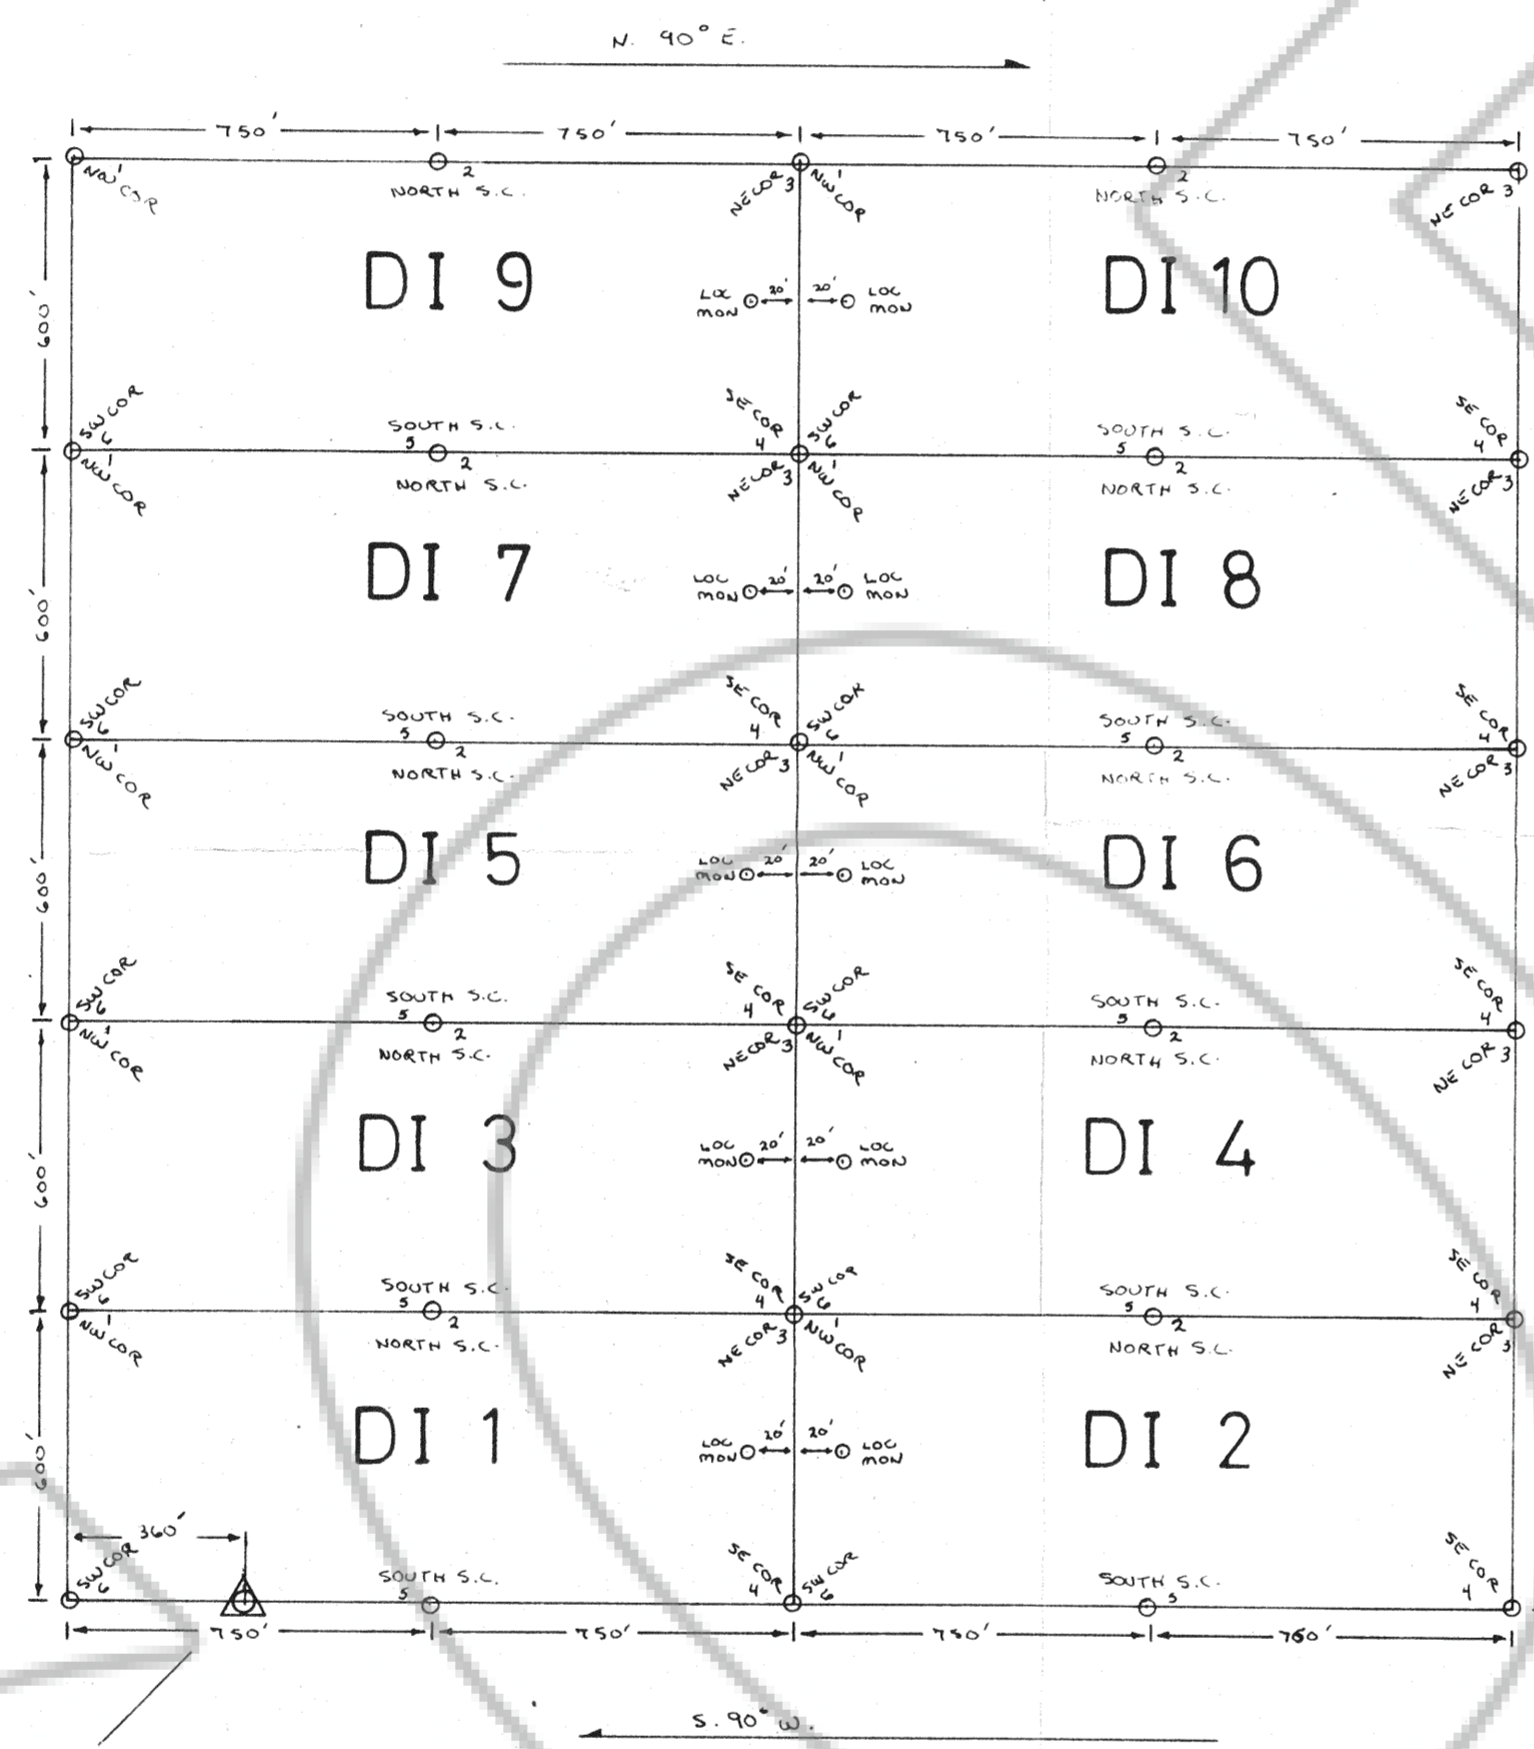 N. 90° E.
750' 750' 750' 750'
NW COR 1 2 NORTH S.C. NE COR 3 1 NW COR 2 NORTH S.C. NE COR 3
600'
DI 9 DI 10
LOC MON 20' 20' LOC MON
SW COR 6 SOUTH S.C. 5 SE COR 4 SW COR 6 SOUTH S.C. 5 SE COR 4
NW COR 1 2 NORTH S.C. NE COR 3 1 NW COR 2 NORTH S.C. NE COR 3
600'
DI 7 DI 8
LOC MON 20' 20' LOC MON
SW COR 6 SOUTH S.C. 5 SE COR 4 SW COR 6 SOUTH S.C. 5 SE COR 4
NW COR 1 2 NORTH S.C. NE COR 3 1 NW COR 2 NORTH S.C. NE COR 3
600'
DI 5 DI 6
LOC MON 20' 20' LOC MON
SW COR 6 SOUTH S.C. 5 SE COR 4 SW COR 6 SOUTH S.C. 5 SE COR 4
NW COR 1 2 NORTH S.C. NE COR 3 1 NW COR 2 NORTH S.C. NE COR 3
600'
DI 3 DI 4
LOC MON 20' 20' LOC MON
SW COR 6 SOUTH S.C. 5 SE COR 4 SW COR 6 SOUTH S.C. 5 SE COR 4
NW COR 1 2 NORTH S.C. NE COR 3 1 NW COR 2 NORTH S.C. NE COR 3
600'
DI 1 DI 2
LOC MON 20' 20' LOC MON
360'
SW COR 6 SOUTH S.C. 5 SE COR 4 SW COR 6 SOUTH S.C. 5 SE COR 4
750' 750' 750' 750'
S. 90° W.